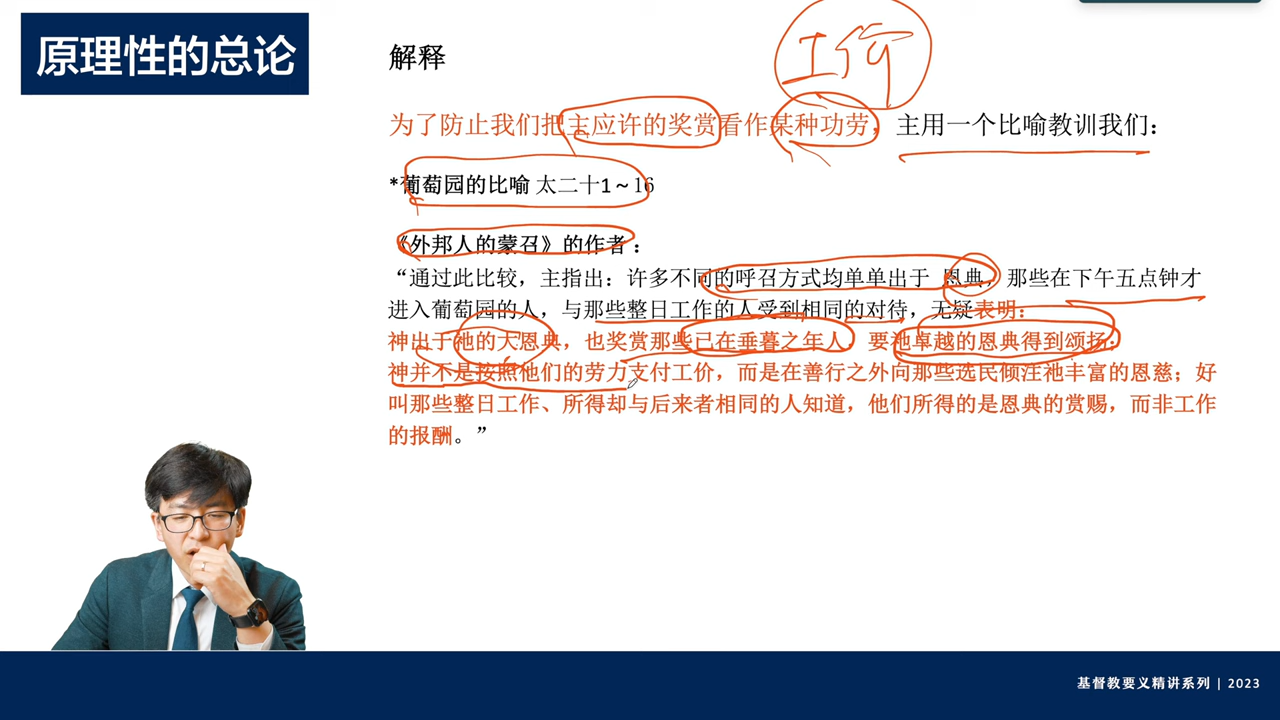 原理性的总论
解释
工价
为了防止我们把主应许的奖赏看作某种功劳，主用一个比喻教训我们：
*葡萄园的比喻 太二十1～16
《外邦人的蒙召》的作者：
“通过此比较，主指出：许多不同的呼召方式均单单出于 恩典，那些在下午五点钟才
进入葡萄园的人，与那些整日工作的人受到相同的对待，无疑表明：
神出于祂的大恩典，也奖赏那些已在垂暮之年人，要祂卓越的恩典得到颂扬；
神并不是按照他们的劳力支付工价，而是在善行之外向那些选民倾注祂丰富的恩慈；好
叫那些整日工作、所得却与后来者相同的人知道，他们所得的是恩典的赏赐，而非工作
的报酬。”
基督教要义精讲系列 | 2023